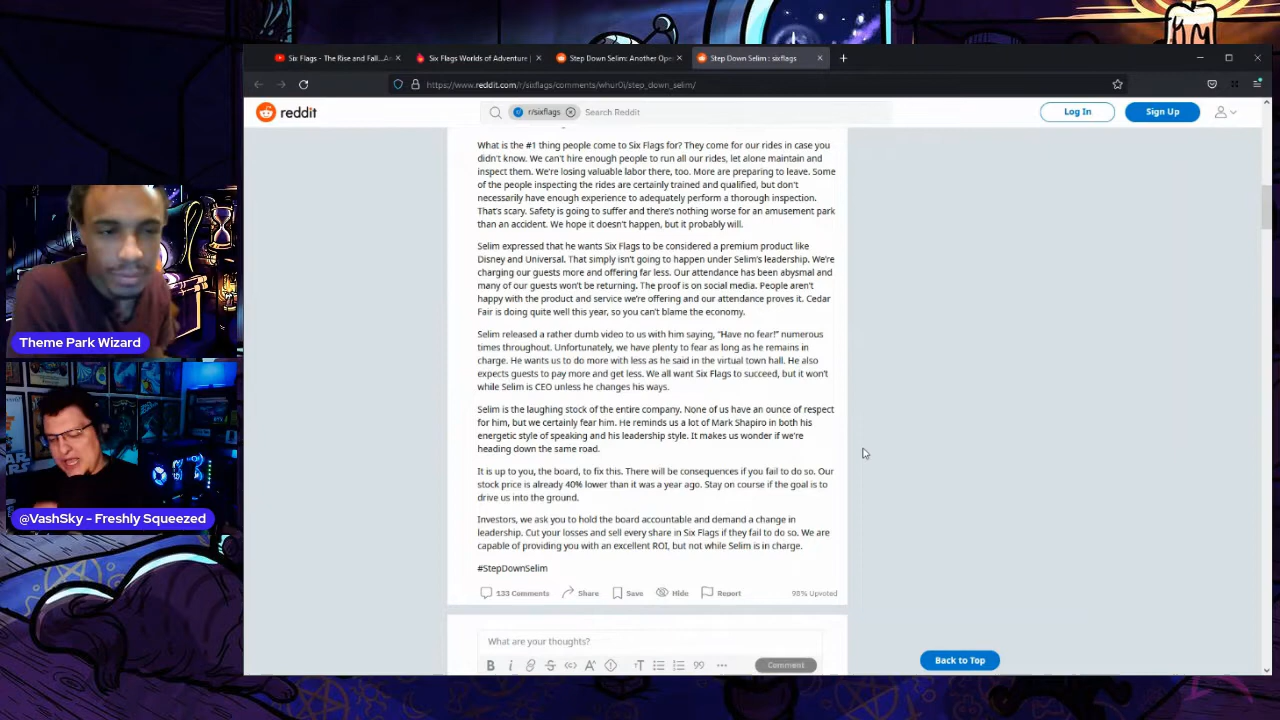 Six Flags - The Rise and Fall...
Six Flags Worlds of Adventure |
Step Down Selim: Another Ope
Step Down Selim : sixflags
https://www.reddit.com/r/sixflags/comments/whor0i/step_down_selim/
reddit
r/sixflags
Search Reddit
Log In
Sign Up
What is the #1 thing people come to Six Flags for? They come for our rides in case you
didn't know. We can't hire enough people to run all our rides, let alone maintain and
inspect them. We're losing valuable labor there, too. More are preparing to leave. Some
of the people inspecting the rides are certainly trained and qualified, but don't
necessarily have enough experience to adequately perform a thorough inspection.
That's scary. Safety is going to suffer and there's nothing worse for an amusement park
than an accident. We hope it doesn't happen, but it probably will.
Selim expressed that he wants Six Flags to be considered a premium product like
Disney and Universal. That simply isn't going to happen under Selim's leadership. We're
charging our guests more and offering far less. Our attendance has been abysmal and
many of our guests won't be returning. The proof is on social media. People aren't
happy with the product and service we're offering and our attendance proves it. Cedar
Fair is doing quite well this year, so you can't blame the economy.
Selim released a rather dumb video to us with him saying, "Have no fear!" numerous
times throughout. Unfortunately, we have plenty to fear as long as he remains in
charge. He wants us to do more with less as he said in the virtual town hall. He also
expects guests to pay more and get less. We all want Six Flags to succeed, but it won't
while Selim is CEO unless he changes his ways.
Selim is the laughing stock of the entire company. None of us have an ounce of respect
for him, but we certainly fear him. He reminds us a lot of Mark Shapiro in both his
energetic style of speaking and his leadership style. It makes us wonder if we're
heading down the same road.
It is up to you, the board, to fix this. There will be consequences if you fail to do so. Our
stock price is already 40% lower than it was a year ago. Stay on course if the goal is to
drive us into the ground.
Investors, we ask you to hold the board accountable and demand a change in
leadership. Cut your losses and sell every share in Six Flags if they fail to do so. We are
capable of providing you with an excellent ROI, but not while Selim is in charge.
#StepDownSelim
133 Comments
Share
Save
Hide
Report
98% Upvoted
What are your thoughts?
Comment
Back to Top
Theme Park Wizard
@VashSky - Freshly Squeezed